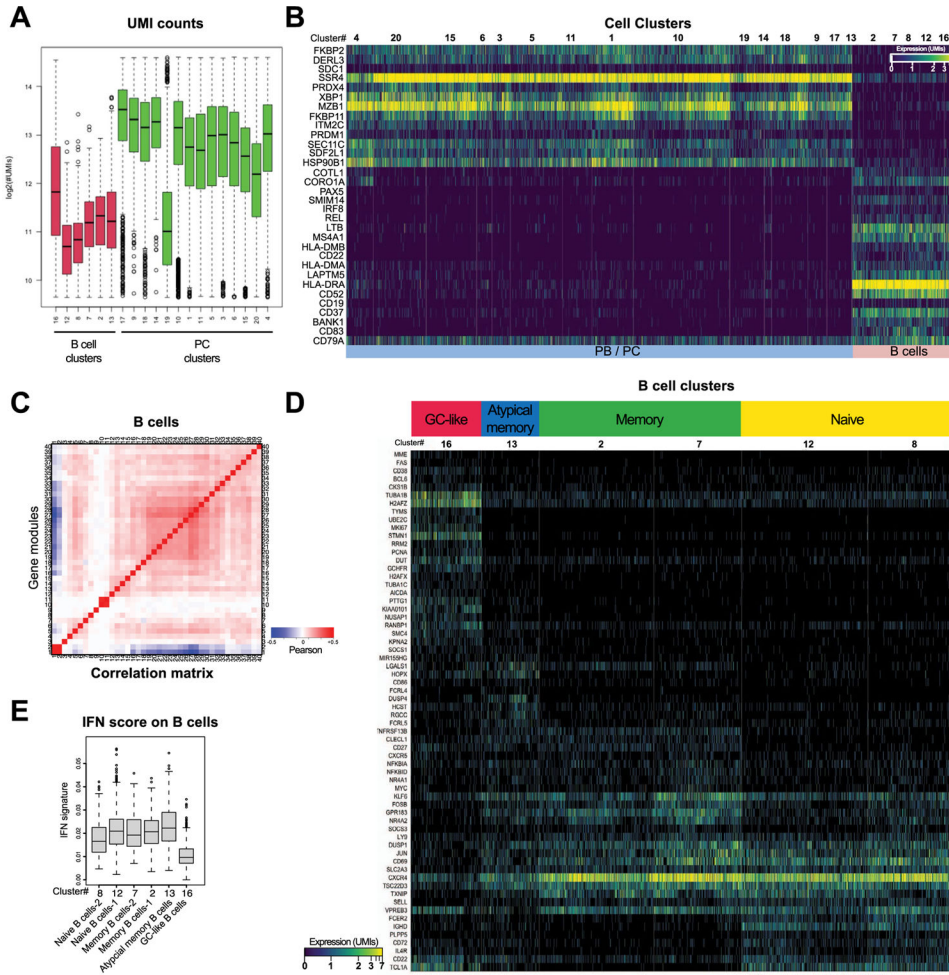 A
UMI counts
log2(#UMIs)
14
13
12
11
10
16 12 8 7 2 13 17 9 18 14 19 10 1 11 5 3 6 15 20 4
B cell clusters
PC clusters
B
Cell Clusters
Cluster#
4 20 15 6 3 5 11 1 10 19 14 18 9 17 13 3 2 7 8 12 16
Expression (UMIs)
0 1 2 3
FKBP2
DERL3
SDC1
SSR4
PRDX4
XBP1
MZB1
FKBP11
ITM2C
PRDM1
SEC11C
SDF2L1
HSP90B1
COTL1
CORO1A
PAX5
SMIM14
IRF8
REL
LTB
MS4A1
HLA-DMB
CD22
HLA-DMA
LAPTM5
HLA-DRA
CD52
CD19
CD37
BANK1
CD83
CD79A
PB / PC
B cells
C
B cells
Gene modules
Correlation matrix
-0.5 0 +0.5
Pearson
D
B cell clusters
GC-like
Atypical memory
Memory
Naive
Cluster#
16 13 2 7 12 8
MME
FAS
CD38
BCL6
CKS1B
TUBA1B
H2AFZ
TYMS
UBE2C
MKI67
STMN1
RRM2
PCNA
DUT
GCHFR
H2AFX
TUBA1C
AICDA
PTTG1
KIAA0101
NUSAP1
RANBP1
SMC4
KPNA2
SOCS1
MIR155HG
LGALS1
HOPX
CD86
FCRL4
DUSP4
HCST
RGCC
FCRL5
TNFRSF13B
CLECL1
CD27
CXCR5
NFKBIA
NFKBID
NR4A1
MYC
KLF6
FOSB
GPR183
NR4A2
SOCS3
LY9
DUSP1
JUN
CD69
SLC2A3
CXCR4
TSC22D3
TXNIP
SELL
VPREB3
FCER2
IGHD
PLPP5
CD72
IL4R
CD22
TCL1A
Expression (UMIs)
0 1 3 7
E
IFN score on B cells
IFN signature
0.05
0.04
0.03
0.02
0.01
0.00
Cluster#
8 12 7 2 13 16
Naive B cells-2
Naive B cells-1
Memory B cells-2
Memory B cells-1
Atypcial memory B cells
GC-like B cells